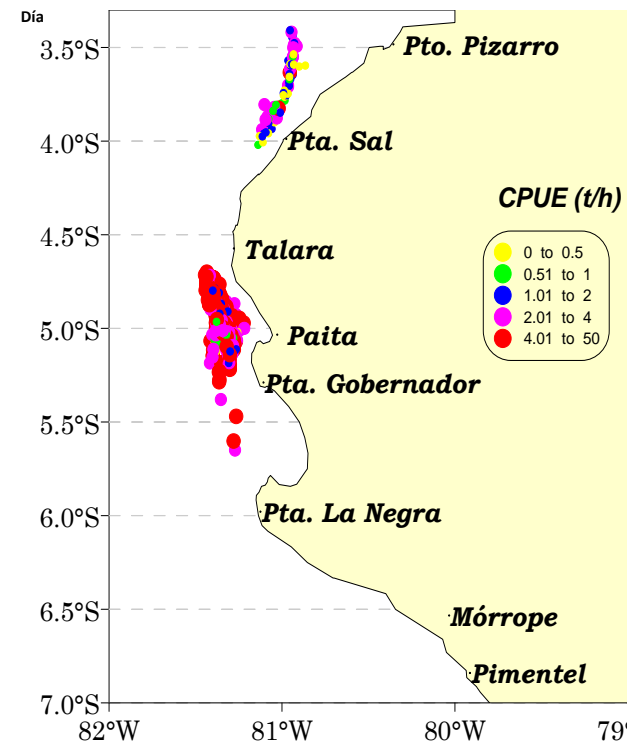 Día
3.5°S
Pto. Pizarro
4.0°S
Pta. Sal
CPUE (t/h)
4.5°S
Talara
0 to 0.5
0.51 to 1
1.01 to 2
2.01 to 4
4.01 to 50
5.0°S
Paita
Pta. Gobernador
5.5°S
6.0°S
Pta. La Negra
6.5°S
Mórrope
Pimentel
7.0°S
82°W
81°W
80°W
79°